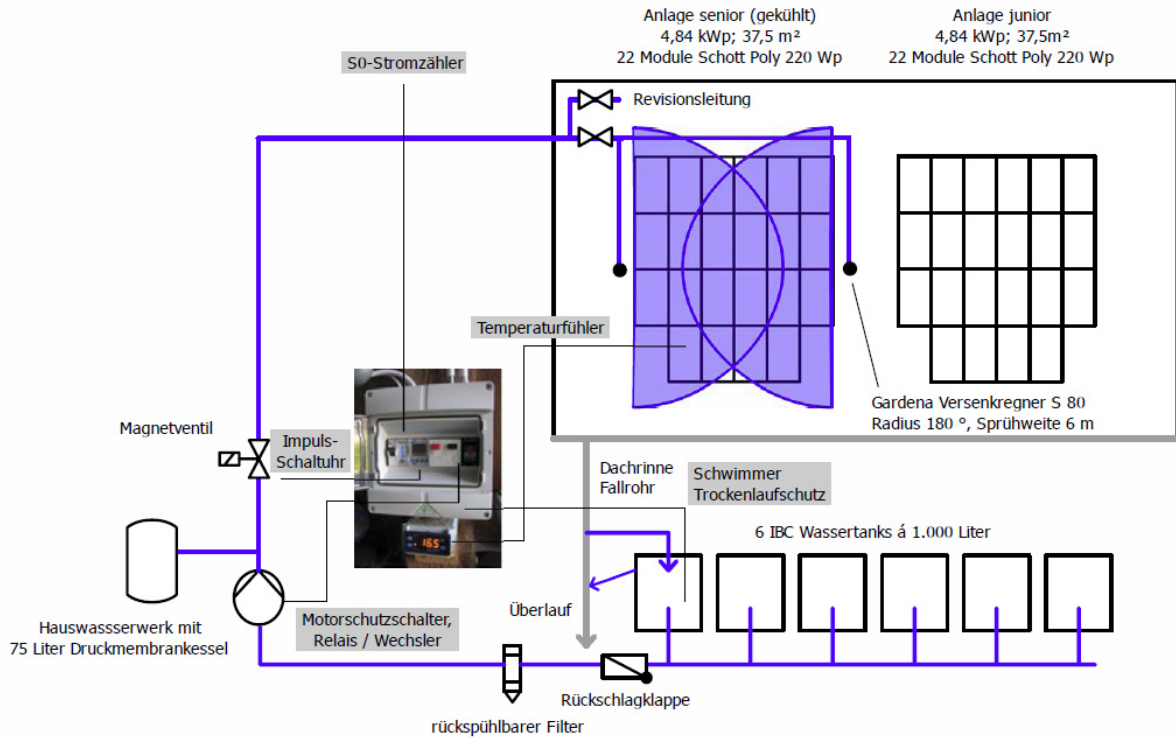 Anlage senior (gekühlt)
4,84 kWp; 37,5 m²
22 Module Schott Poly 220 Wp
Anlage junior
4,84 kWp; 37,5m²
22 Module Schott Poly 220 Wp
S0-Stromzähler
Revisionsleitung
Temperaturfühler
Gardena Versenkregner S 80
Radius 180 °, Sprühweite 6 m
Magnetventil
Impuls-
Schaltuhr
165
Dachrinne
Fallrohr
Schwimmer
Trockenlaufschutz
6 IBC Wassertanks á 1.000 Liter
Überlauf
Hauswassserwerk mit
75 Liter Druckmembrankessel
Motorschutzschalter,
Relais / Wechsler
Rückschlagklappe
rückspühlbarer Filter